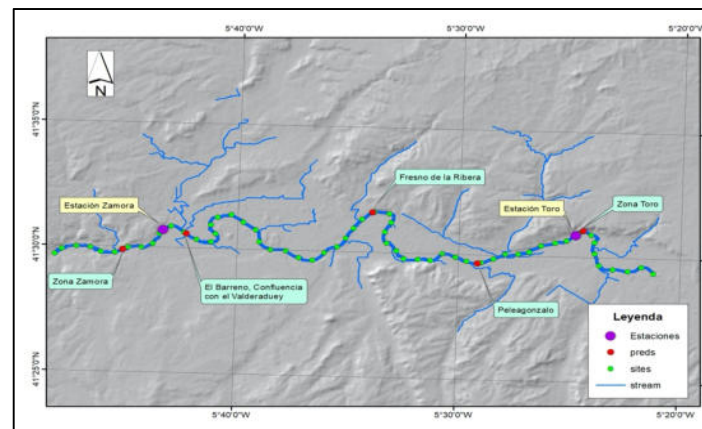 5°40'0"W
5°30'0"W
5°20'0"W
41°35'0"N
41°30'0"N
41°25'0"N
N
Fresno de la Ribera
Estación Zamora
Estación Toro
Zona Toro
Zona Zamora
El Barreno, Confluencia
con el Valderaduey
Peleagonzalo
Leyenda
Estaciones
preds
sites
stream
5°40'0"W
5°30'0"W
5°20'0"W